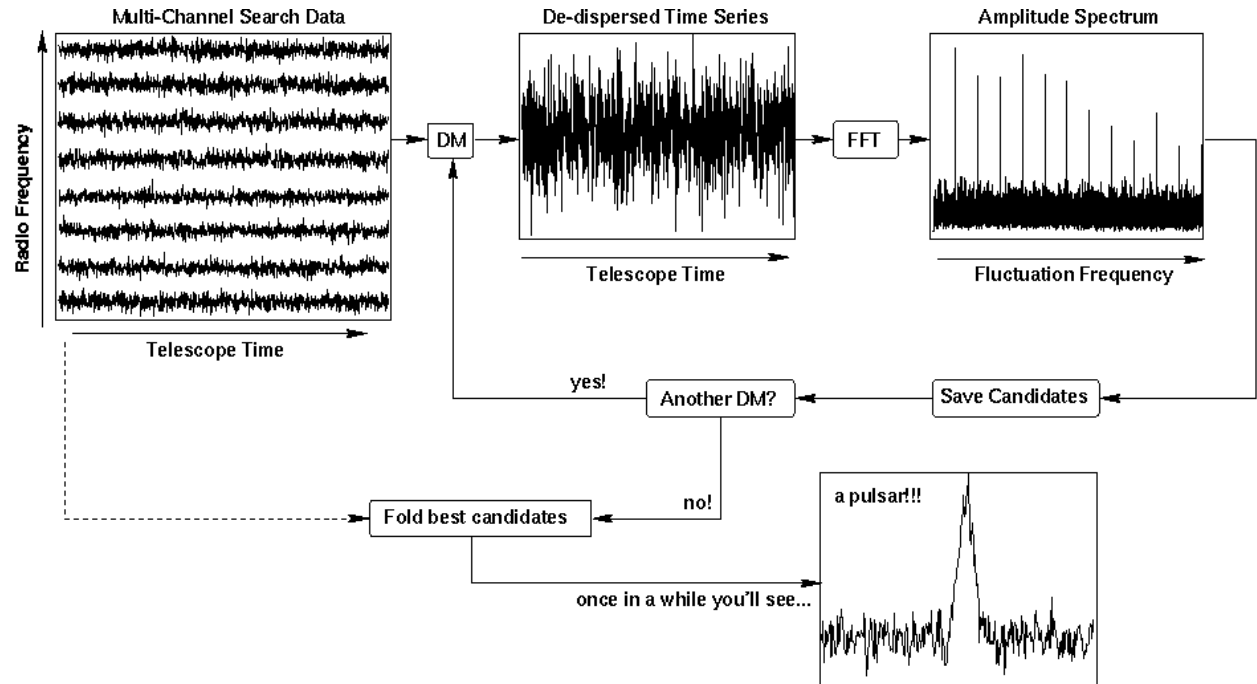 Multi-Channel Search Data
De-dispersed Time Series
Amplitude Spectrum
Radio Frequency
DM
FFT
Telescope Time
Fluctuation Frequency
Telescope Time
yes!
Another DM?
Save Candidates
no!
a pulsar!!!
Fold best candidates
once in a while you'll see...